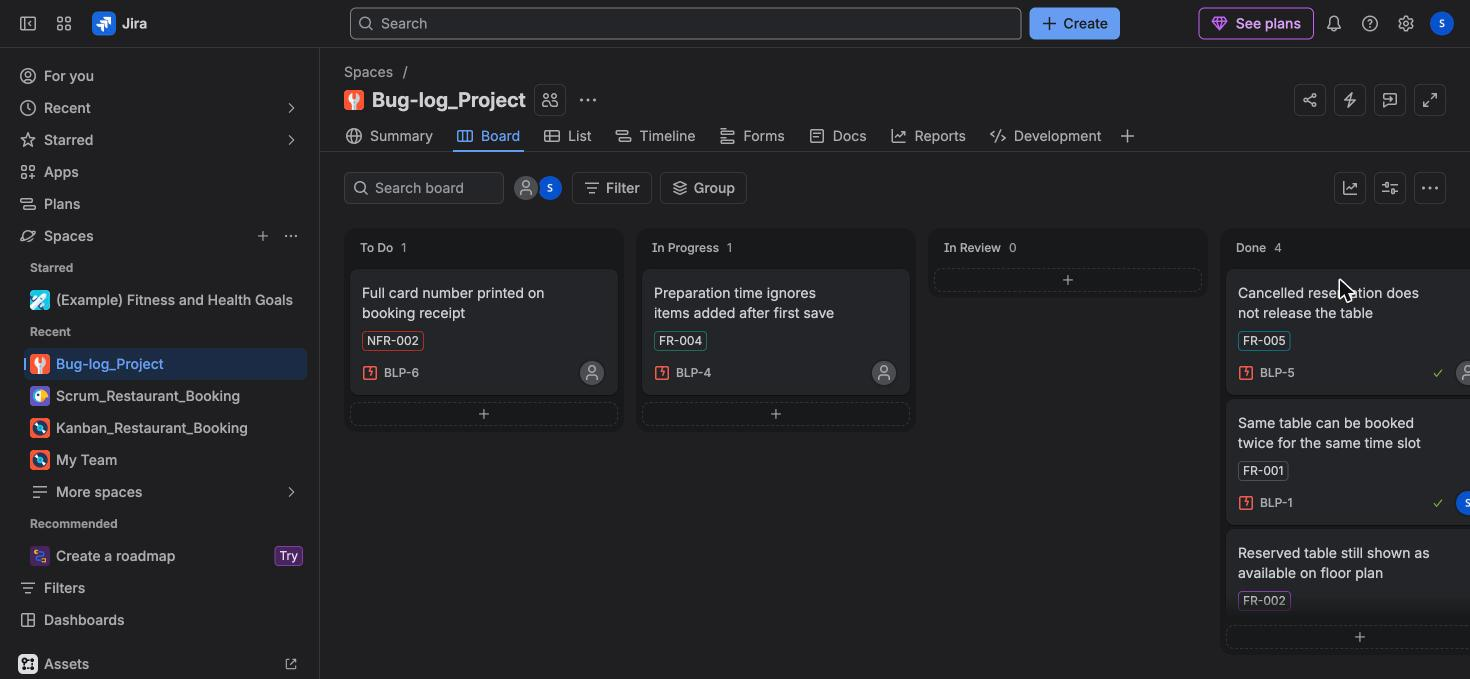 Jira
Search
+ Create
See plans
S
For you
Recent
Starred
Apps
Plans
Spaces
Starred
(Example) Fitness and Health Goals
Recent
Bug-log_Project
Scrum_Restaurant_Booking
Kanban_Restaurant_Booking
My Team
More spaces
Recommended
Create a roadmap
Try
Filters
Dashboards
Assets
Spaces /
Bug-log_Project
Summary
Board
List
Timeline
Forms
Docs
Reports
Development
Search board
S
Filter
Group
To Do 1
Full card number printed on
booking receipt
NFR-002
BLP-6
In Progress 1
Preparation time ignores
items added after first save
FR-004
BLP-4
In Review 0
Done 4
Cancelled reservation does
not release the table
FR-005
BLP-5
Same table can be booked
twice for the same time slot
FR-001
BLP-1
S
Reserved table still shown as
available on floor plan
FR-002